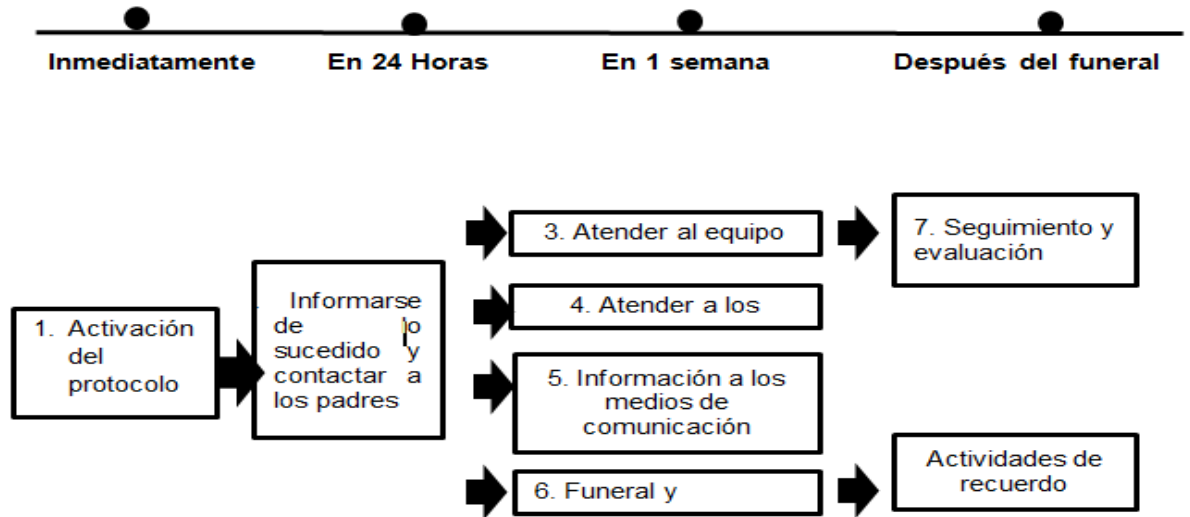 Inmediatamente
En 24 Horas
En 1 semana
Después del funeral
1. Activación
del
protocolo
. Informarse
de lo
sucedido y
contactar a
los padres
3. Atender al equipo
4. Atender a los
5. Información a los
medios de
comunicación
6. Funeral y
7. Seguimiento y
evaluación
Actividades de
recuerdo